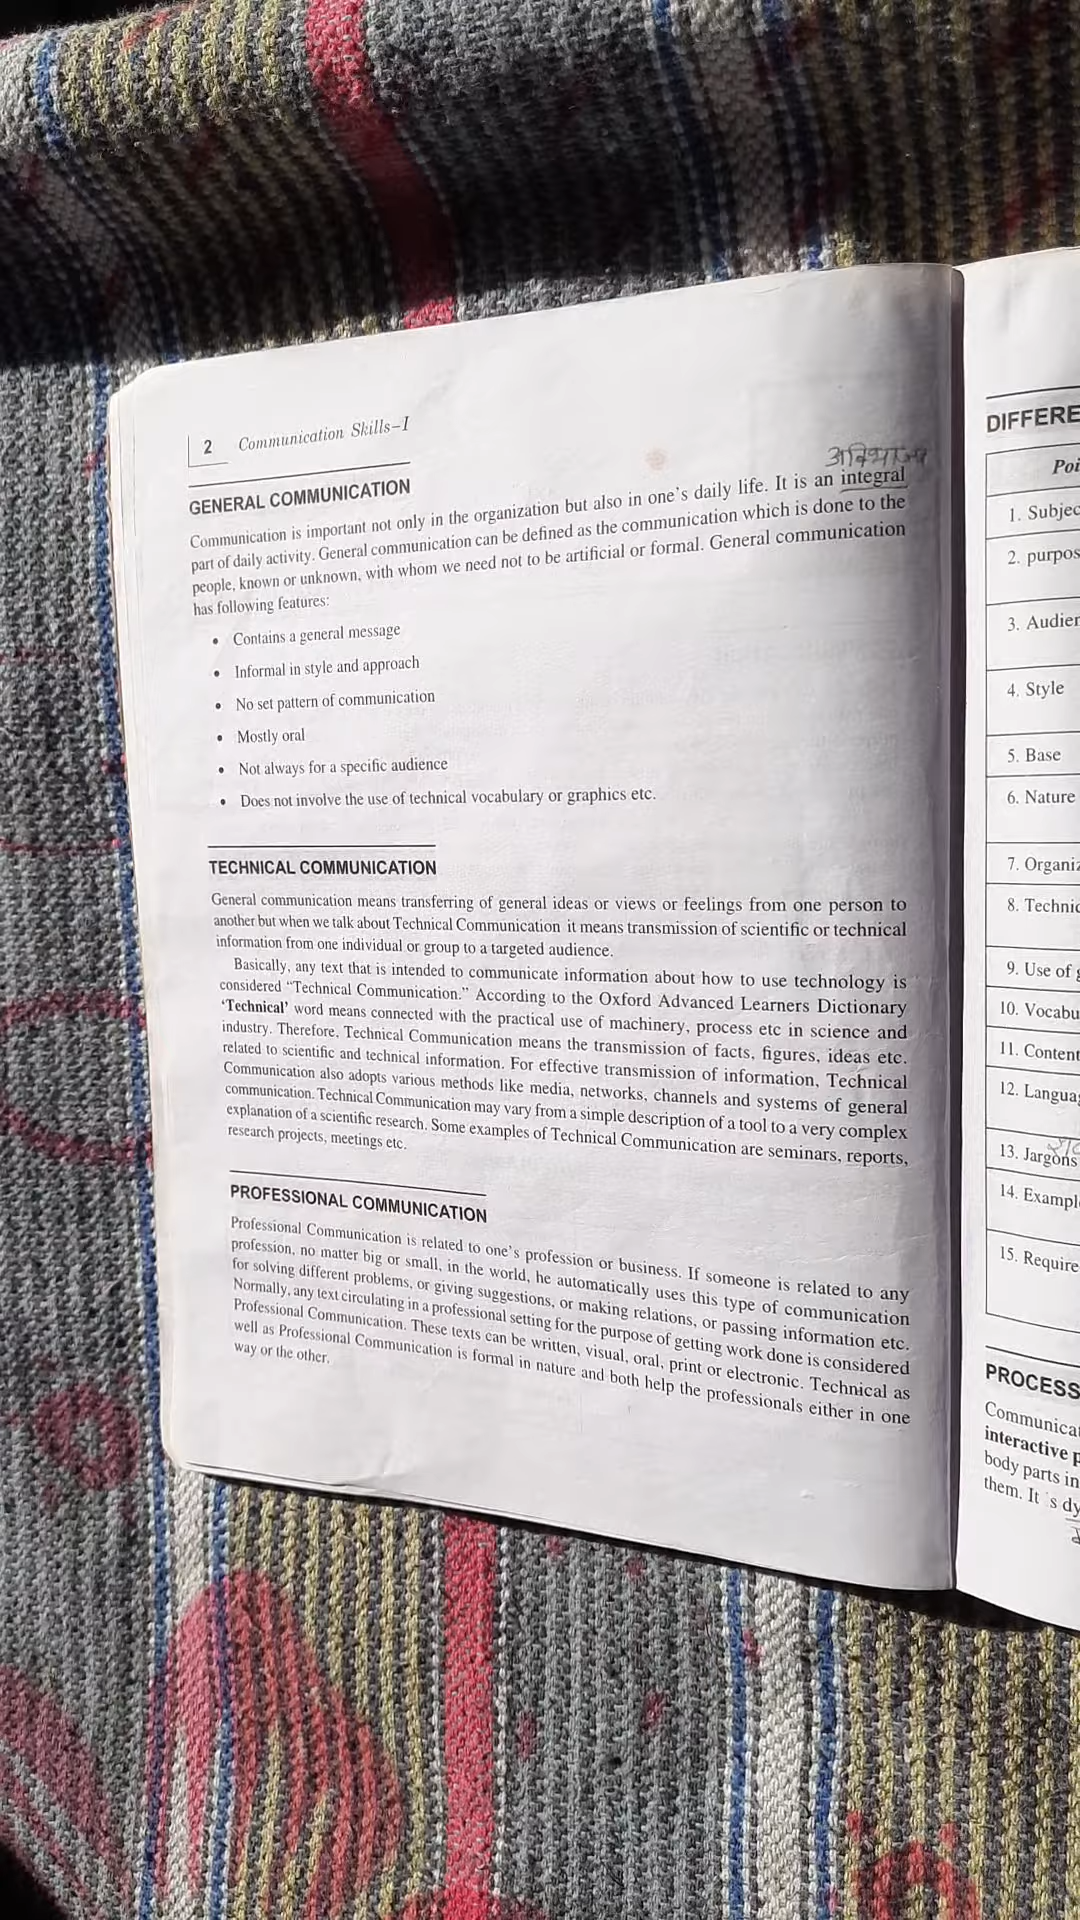 2 Communication Skills–I
GENERAL COMMUNICATION
अविभाज्य
Communication is important not only in the organization but also in one's daily life. It is an integral
part of daily activity. General communication can be defined as the communication which is done to the
people, known or unknown, with whom we need not to be artificial or formal. General communication
has following features:
• Contains a general message
• Informal in style and approach
• No set pattern of communication
• Mostly oral
• Not always for a specific audience
• Does not involve the use of technical vocabulary or graphics etc.
TECHNICAL COMMUNICATION
General communication means transferring of general ideas or views or feelings from one person to
another but when we talk about Technical Communication it means transmission of scientific or technical
information from one individual or group to a targeted audience.
Basically, any text that is intended to communicate information about how to use technology is
considered "Technical Communication." According to the Oxford Advanced Learners Dictionary
'Technical' word means connected with the practical use of machinery, process etc in science and
industry. Therefore, Technical Communication means the transmission of facts, figures, ideas etc.
related to scientific and technical information. For effective transmission of information, Technical
Communication also adopts various methods like media, networks, channels and systems of general
communication. Technical Communication may vary from a simple description of a tool to a very complex
explanation of a scientific research. Some examples of Technical Communication are seminars, reports,
research projects, meetings etc.
PROFESSIONAL COMMUNICATION
Professional Communication is related to one's profession or business. If someone is related to any
profession, no matter big or small, in the world, he automatically uses this type of communication
for solving different problems, or giving suggestions, or making relations, or passing information etc.
Normally, any text circulating in a professional setting for the purpose of getting work done is considered
Professional Communication. These texts can be written, visual, oral, print or electronic. Technical as
well as Professional Communication is formal in nature and both help the professionals either in one
way or the other.
DIFFERE
Poi
1. Subjec
2. purpos
3. Audien
4. Style
5. Base
6. Nature
7. Organiz
8. Technic
9. Use of g
10. Vocabu
11. Content
12. Languag
13. Jargons
14. Example
15. Require
PROCESS
Communicat
interactive p
body parts in
them. It 's dy